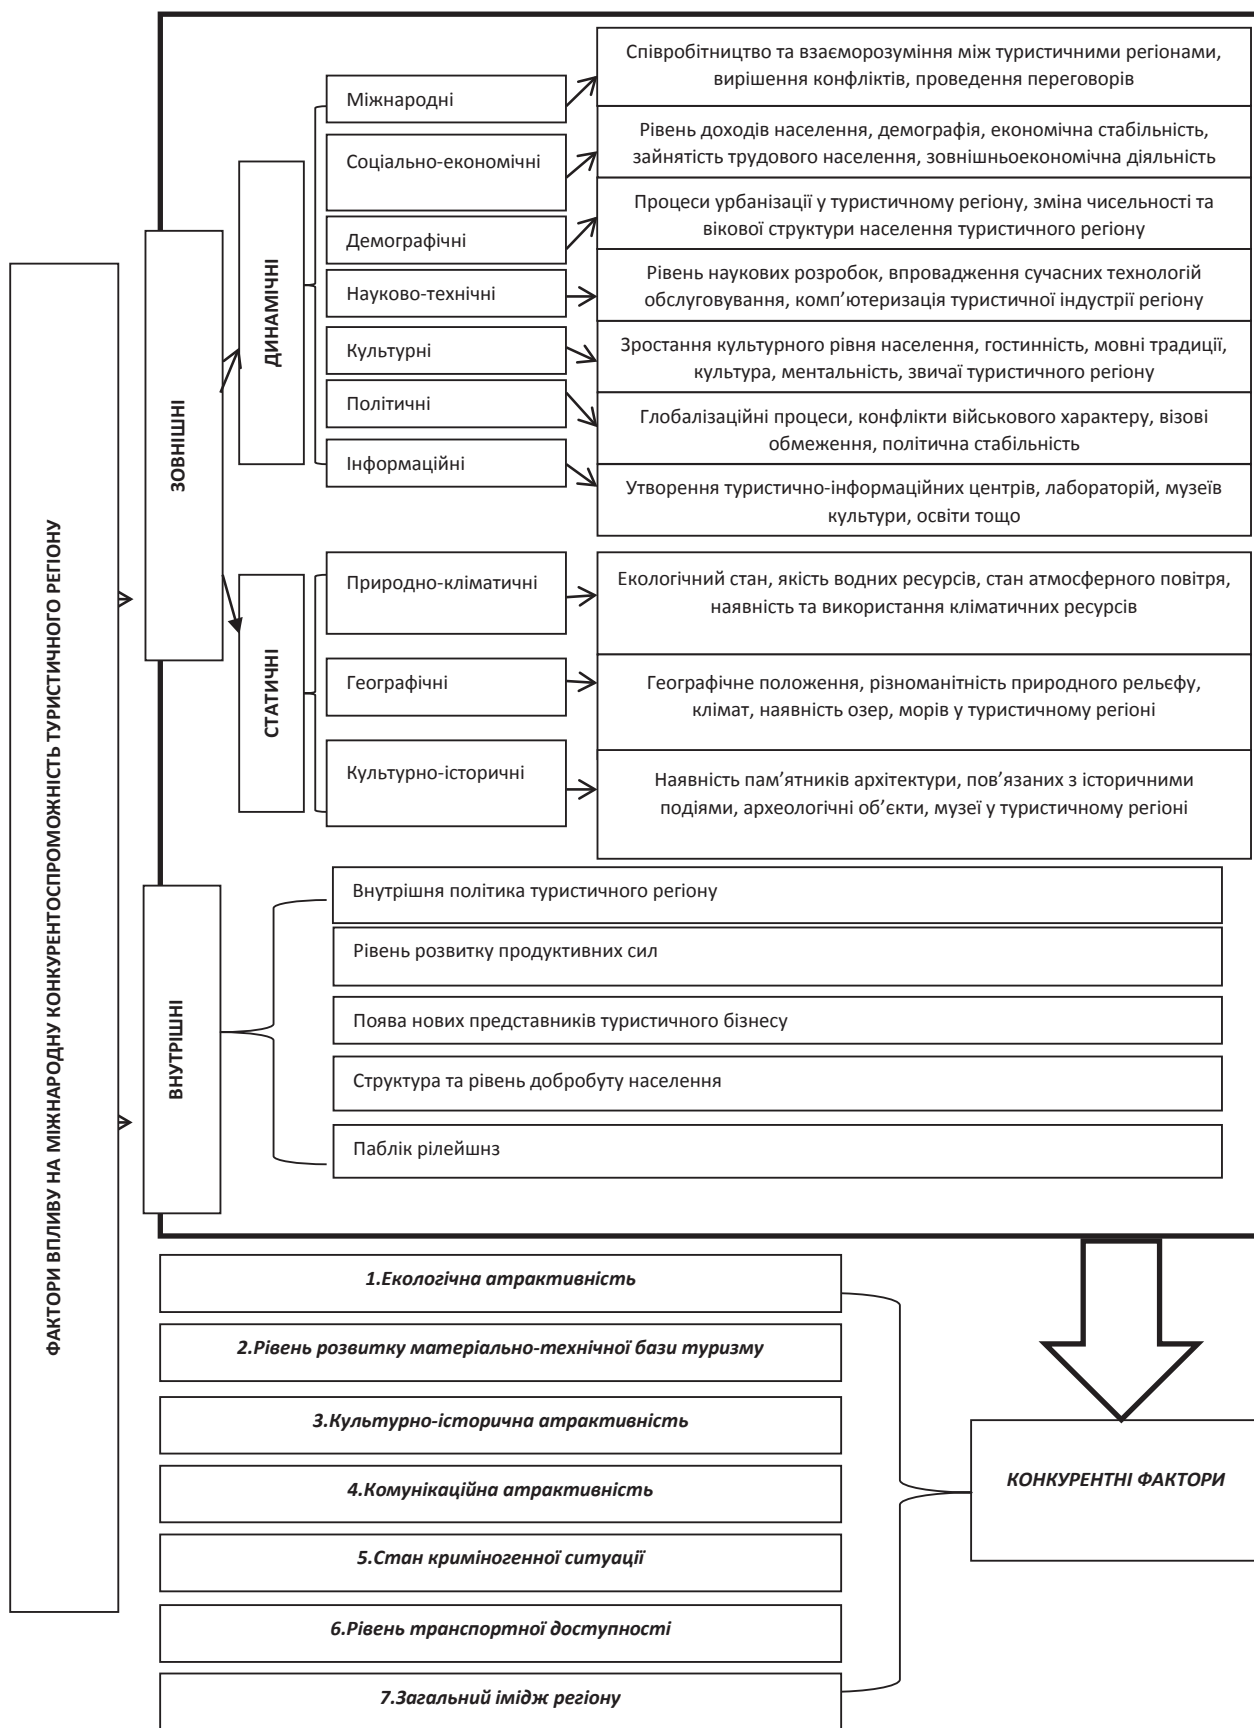 ФАКТОРИ ВПЛИВУ НА МІЖНАРОДНУ КОНКУРЕНТОСПРОМОЖНІСТЬ ТУРИСТИЧНОГО РЕГІОНУ
ЗОВНІШНІ
ДИНАМІЧНІ
Міжнародні
Співробітництво та взаєморозуміння між туристичними регіонами,
вирішення конфліктів, проведення переговорів
Соціально-економічні
Рівень доходів населення, демографія, економічна стабільність,
зайнятість трудового населення, зовнішньоекономічна діяльність
Демографічні
Процеси урбанізації у туристичному регіону, зміна чисельності та
вікової структури населення туристичного регіону
Науково-технічні
Рівень наукових розробок, впровадження сучасних технологій
обслуговування, комп’ютеризація туристичної індустрії регіону
Культурні
Зростання культурного рівня населення, гостинність, мовні традиції,
культура, ментальність, звичаї туристичного регіону
Політичні
Глобалізаційні процеси, конфлікти військового характеру, візові
обмеження, політична стабільність
Інформаційні
Утворення туристично-інформаційних центрів, лабораторій, музеїв
культури, освіти тощо
СТАТИЧНІ
Природно-кліматичні
Екологічний стан, якість водних ресурсів, стан атмосферного повітря,
наявність та використання кліматичних ресурсів
Географічні
Географічне положення, різноманітність природного рельєфу,
клімат, наявність озер, морів у туристичному регіоні
Культурно-історичні
Наявність пам’ятників архітектури, пов’язаних з історичними
подіями, археологічні об’єкти, музеї у туристичному регіоні
ВНУТРІШНІ
Внутрішня політика туристичного регіону
Рівень розвитку продуктивних сил
Поява нових представників туристичного бізнесу
Структура та рівень добробуту населення
Паблік рілейшнз
1.Екологічна атрактивність
2.Рівень розвитку матеріально-технічної бази туризму
3.Культурно-історична атрактивність
4.Комунікаційна атрактивність
5.Стан криміногенної ситуації
6.Рівень транспортної доступності
7.Загальний імідж регіону
КОНКУРЕНТНІ ФАКТОРИ